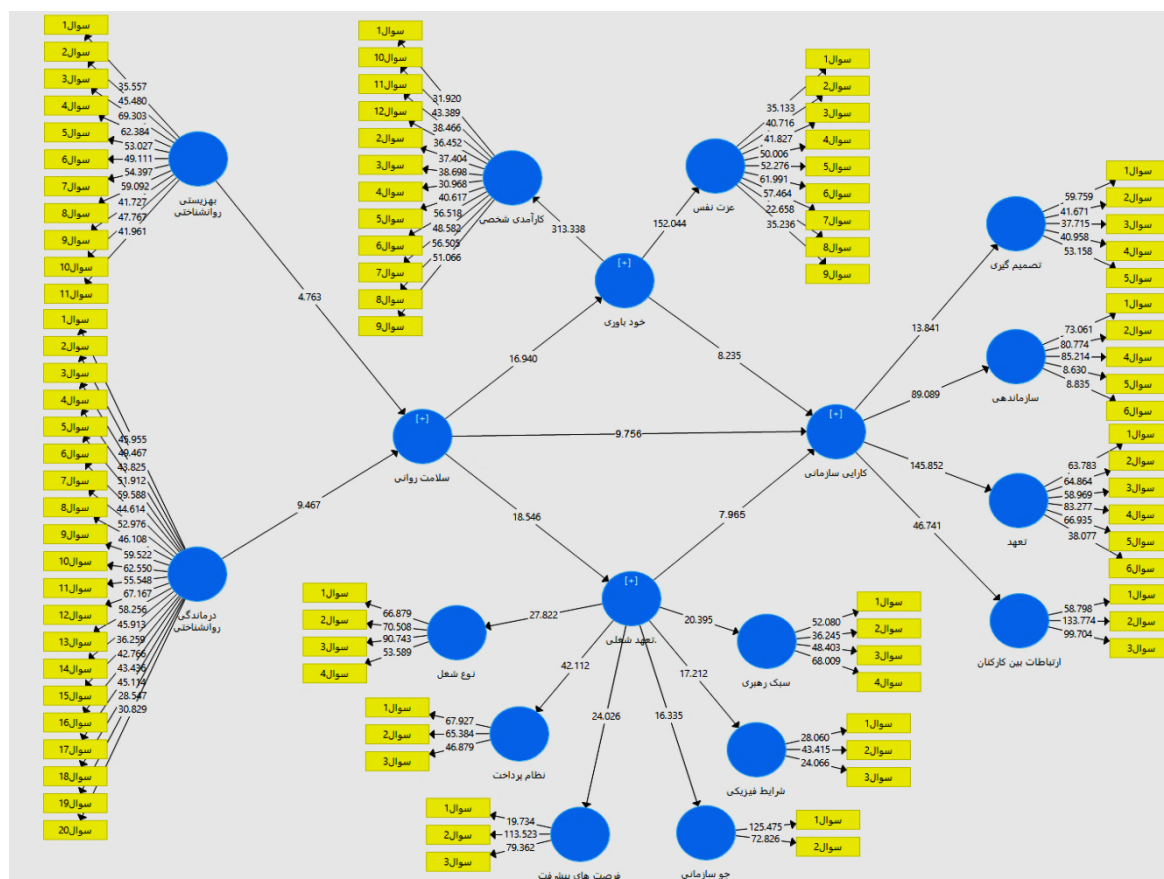 سوال1
سوال2
سوال3
سوال4
سوال5
سوال6
سوال7
سوال8
سوال9
سوال10
سوال11
35.557
45.480
69.303
62.384
53.027
49.111
54.397
59.092
41.727
47.767
41.961
بهزیستی
روانشناختی
4.763
سوال1
سوال2
سوال3
سوال4
سوال5
سوال6
سوال7
سوال8
سوال9
سوال10
سوال11
سوال12
سوال13
سوال14
سوال15
سوال16
سوال17
سوال18
سوال19
سوال20
45.955
49.467
43.825
51.912
59.588
44.614
52.976
46.108
59.522
62.550
55.548
67.167
58.256
45.913
36.259
42.766
43.436
45.114
28.547
30.829
درماندگی
روانشناختی
9.467
[+]
سلامت روانی
16.940
9.756
18.546
سوال1
سوال10
سوال11
سوال12
سوال2
سوال3
سوال4
سوال5
سوال6
سوال7
سوال8
سوال9
31.920
43.389
38.466
36.452
37.404
38.698
30.968
40.617
56.518
48.582
56.505
51.066
کارآمدی شخصی
313.338
152.044
[+]
خود باوری
8.235
سوال1
سوال2
سوال3
سوال4
سوال5
سوال6
سوال7
سوال8
سوال9
35.133
40.716
41.827
50.006
52.276
61.991
57.464
22.658
35.236
عزت نفس
[+]
کارایی سازمانی
13.841
89.089
145.852
46.741
سوال1
سوال2
سوال3
سوال4
سوال5
59.759
41.671
37.715
40.958
53.158
تصمیم گیری
سوال1
سوال2
سوال4
سوال5
سوال6
73.061
80.774
85.214
8.630
8.835
سازماندهی
سوال1
سوال2
سوال3
سوال4
سوال5
سوال6
63.783
64.864
58.969
83.277
66.935
38.077
تعهد
سوال1
سوال2
سوال3
58.798
133.774
99.704
ارتباطات بین کارکنان
[+]
تعهد شغلی.
7.965
27.822
42.112
24.026
16.335
17.212
20.395
سوال1
سوال2
سوال3
سوال4
66.879
70.508
90.743
53.589
نوع شغل
سوال1
سوال2
سوال3
67.927
65.384
46.879
نظام پرداخت
سوال1
سوال2
سوال3
19.734
113.523
79.362
فرصت های پیشرفت
سوال1
سوال2
125.475
72.826
جو سازمانی
سوال1
سوال2
سوال3
28.060
43.415
24.066
شرایط فیزیکی
سوال1
سوال2
سوال3
سوال4
52.080
36.245
48.403
68.009
سبک رهبری